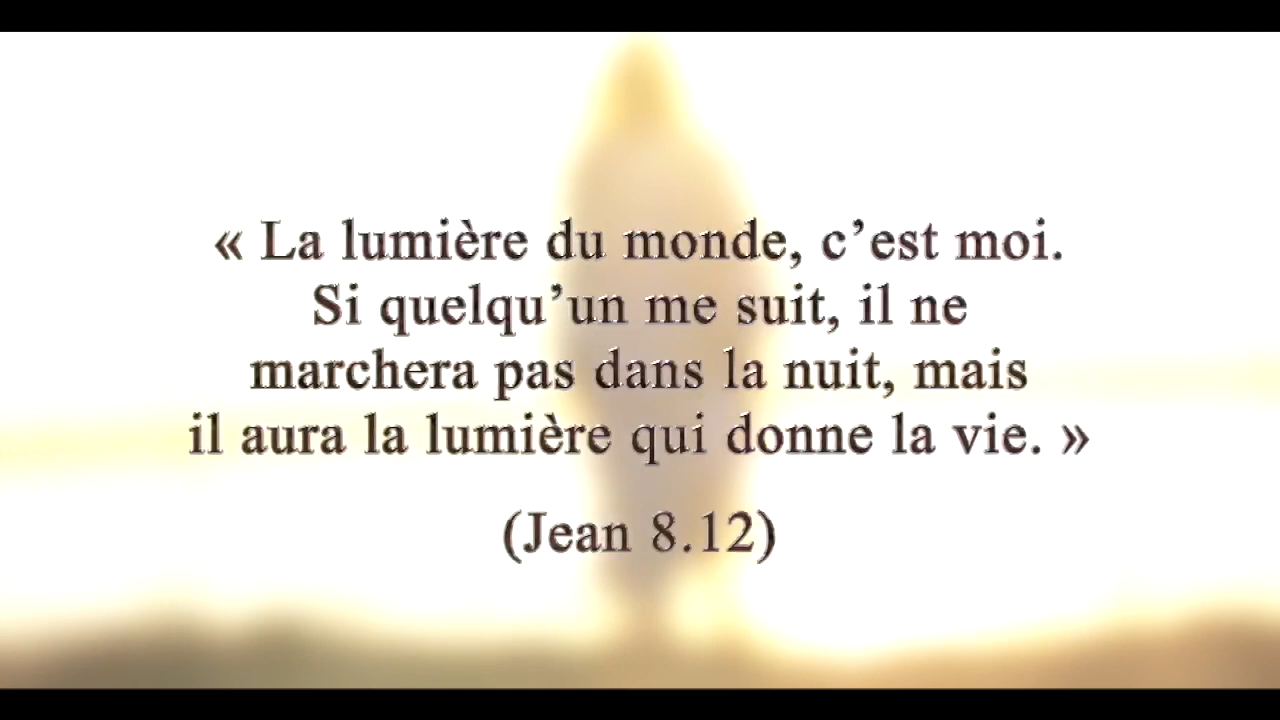 « La lumière du monde, c’est moi.
Si quelqu’un me suit, il ne
marchera pas dans la nuit, mais
il aura la lumière qui donne la vie. »
(Jean 8.12)